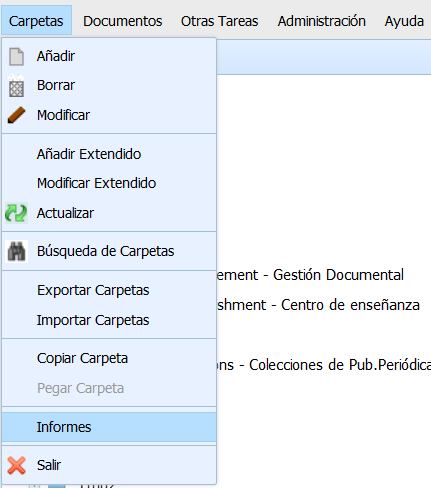 Carpetas Documentos Otras Tareas Administración Ayuda
Añadir
Borrar
Modificar
Añadir Extendido
Modificar Extendido
Actualizar
Búsqueda de Carpetas
ement - Gestión Documental
Exportar Carpetas
shment - Centro de enseñanza
Importar Carpetas
Copiar Carpeta
ons - Colecciones de Pub.Periódica
Pegar Carpeta
Informes
Salir